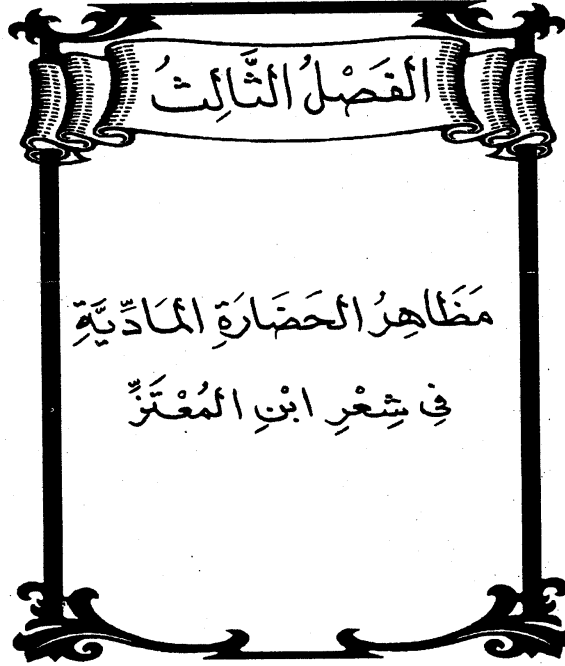 الفَصْلُ الثَّالِثُ
مَظَاهِرُ الحَضَارَةِ المَادِّيَّةِ
فِي شِعْرِ ابْنِ المُعْتَزِّ